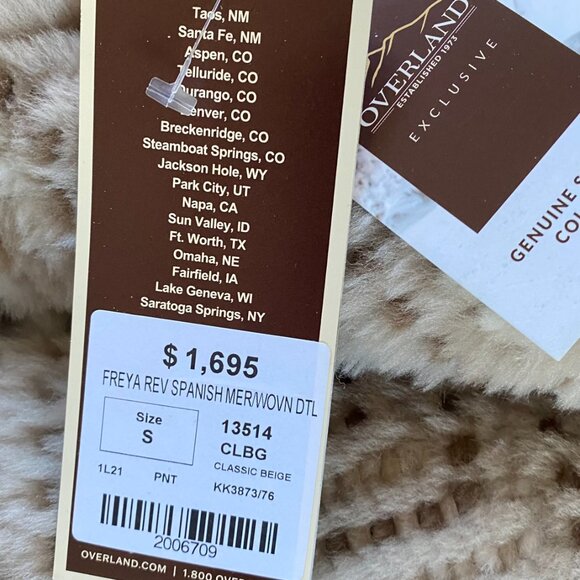 Taos, NM
Santa Fe, NM
Aspen, CO
Telluride, CO
Durango, CO
Denver, CO
Breckenridge, CO
Steamboat Springs, CO
Jackson Hole, WY
Park City, UT
Napa, CA
Sun Valley, ID
Ft. Worth, TX
Omaha, NE
Fairfield, IA
Lake Geneva, WI
Saratoga Springs, NY
$1,695
FREYA REV SPANISH MER/WOVN DTL
Size
S
13514
CLBG
CLASSIC BEIGE
1L21 PNT KK3873/76
2006709
OVERLAND.COM | 1.800
OVERLAND
ESTABLISHED 1973
EXCLUSIVE
GENUINE